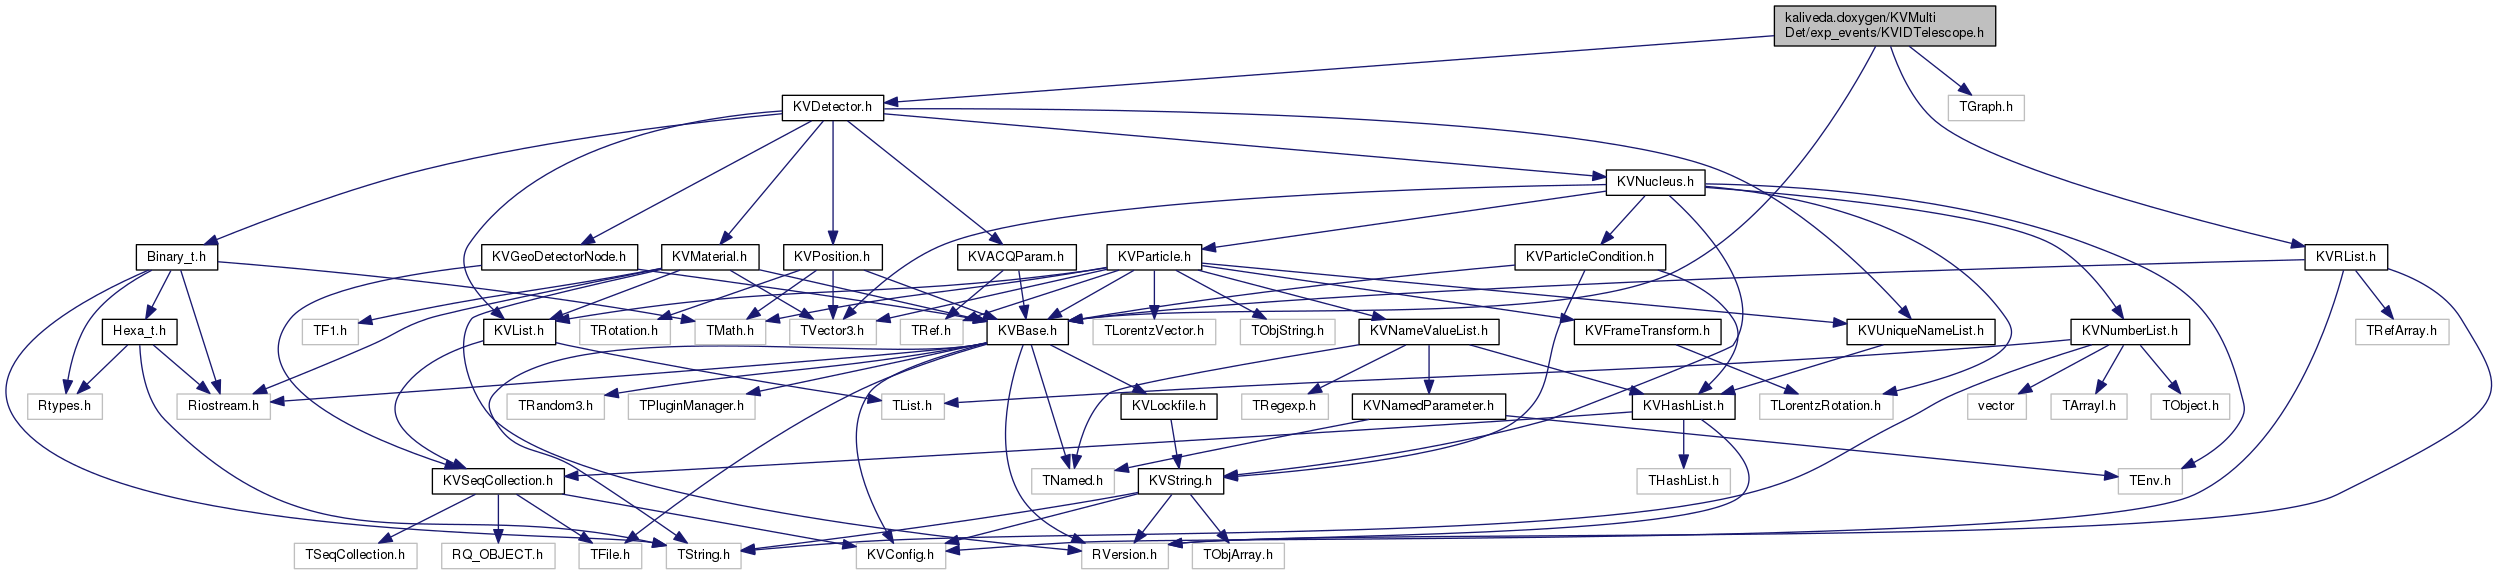 kaliveda.doxygen/KVMulti
Det/exp_events/KVIDTelescope.h
KVDetector.h
TGraph.h
KVNucleus.h
Binary_t.h
KVGeoDetectorNode.h
KVMaterial.h
KVPosition.h
KVACQParam.h
KVParticle.h
KVParticleCondition.h
KVRList.h
Hexa_t.h
TF1.h
KVList.h
TRotation.h
TMath.h
TVector3.h
TRef.h
KVBase.h
TLorentzVector.h
TObjString.h
KVNameValueList.h
KVFrameTransform.h
KVUniqueNameList.h
KVNumberList.h
TRefArray.h
Rtypes.h
Riostream.h
TRandom3.h
TPluginManager.h
TList.h
KVLockfile.h
TRegexp.h
KVNamedParameter.h
KVHashList.h
TLorentzRotation.h
vector
TArrayI.h
TObject.h
KVSeqCollection.h
TNamed.h
KVString.h
THashList.h
TEnv.h
TSeqCollection.h
RQ_OBJECT.h
TFile.h
TString.h
KVConfig.h
RVersion.h
TObjArray.h